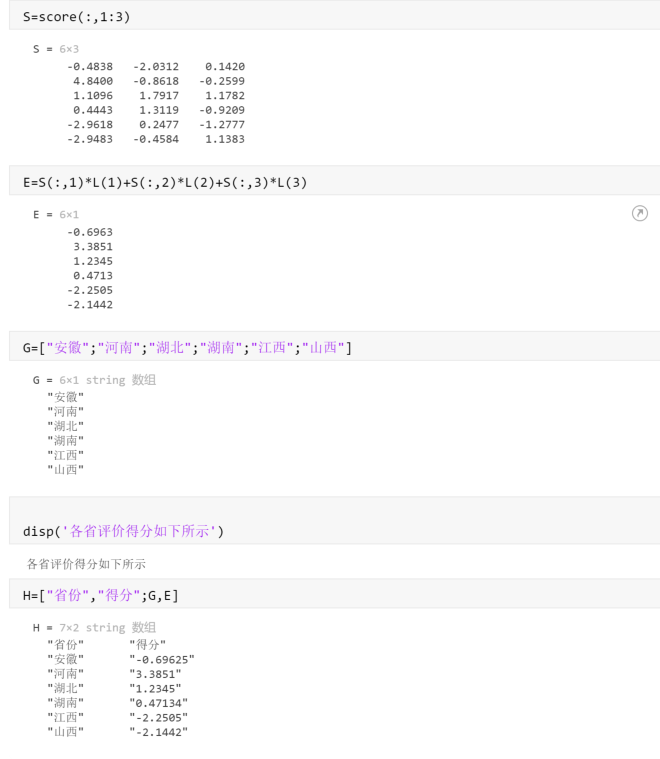 S=score(:,1:3)
S = 6×3
-0.4838 -2.0312 0.1420
4.8400 -0.8618 -0.2599
1.1096 1.7917 1.1782
0.4443 1.3119 -0.9209
-2.9618 0.2477 -1.2777
-2.9483 -0.4584 1.1383
E=S(:,1)*L(1)+S(:,2)*L(2)+S(:,3)*L(3)
E = 6×1
-0.6963
3.3851
1.2345
0.4713
-2.2505
-2.1442
G=["安徽";"河南";"湖北";"湖南";"江西";"山西"]
G = 6×1 string 数组
"安徽"
"河南"
"湖北"
"湖南"
"江西"
"山西"
disp('各省评价得分如下所示')
各省评价得分如下所示
H=["省份","得分";G,E]
H = 7×2 string 数组
"省份" "得分"
"安徽" "-0.69625"
"河南" "3.3851"
"湖北" "1.2345"
"湖南" "0.47134"
"江西" "-2.2505"
"山西" "-2.1442"